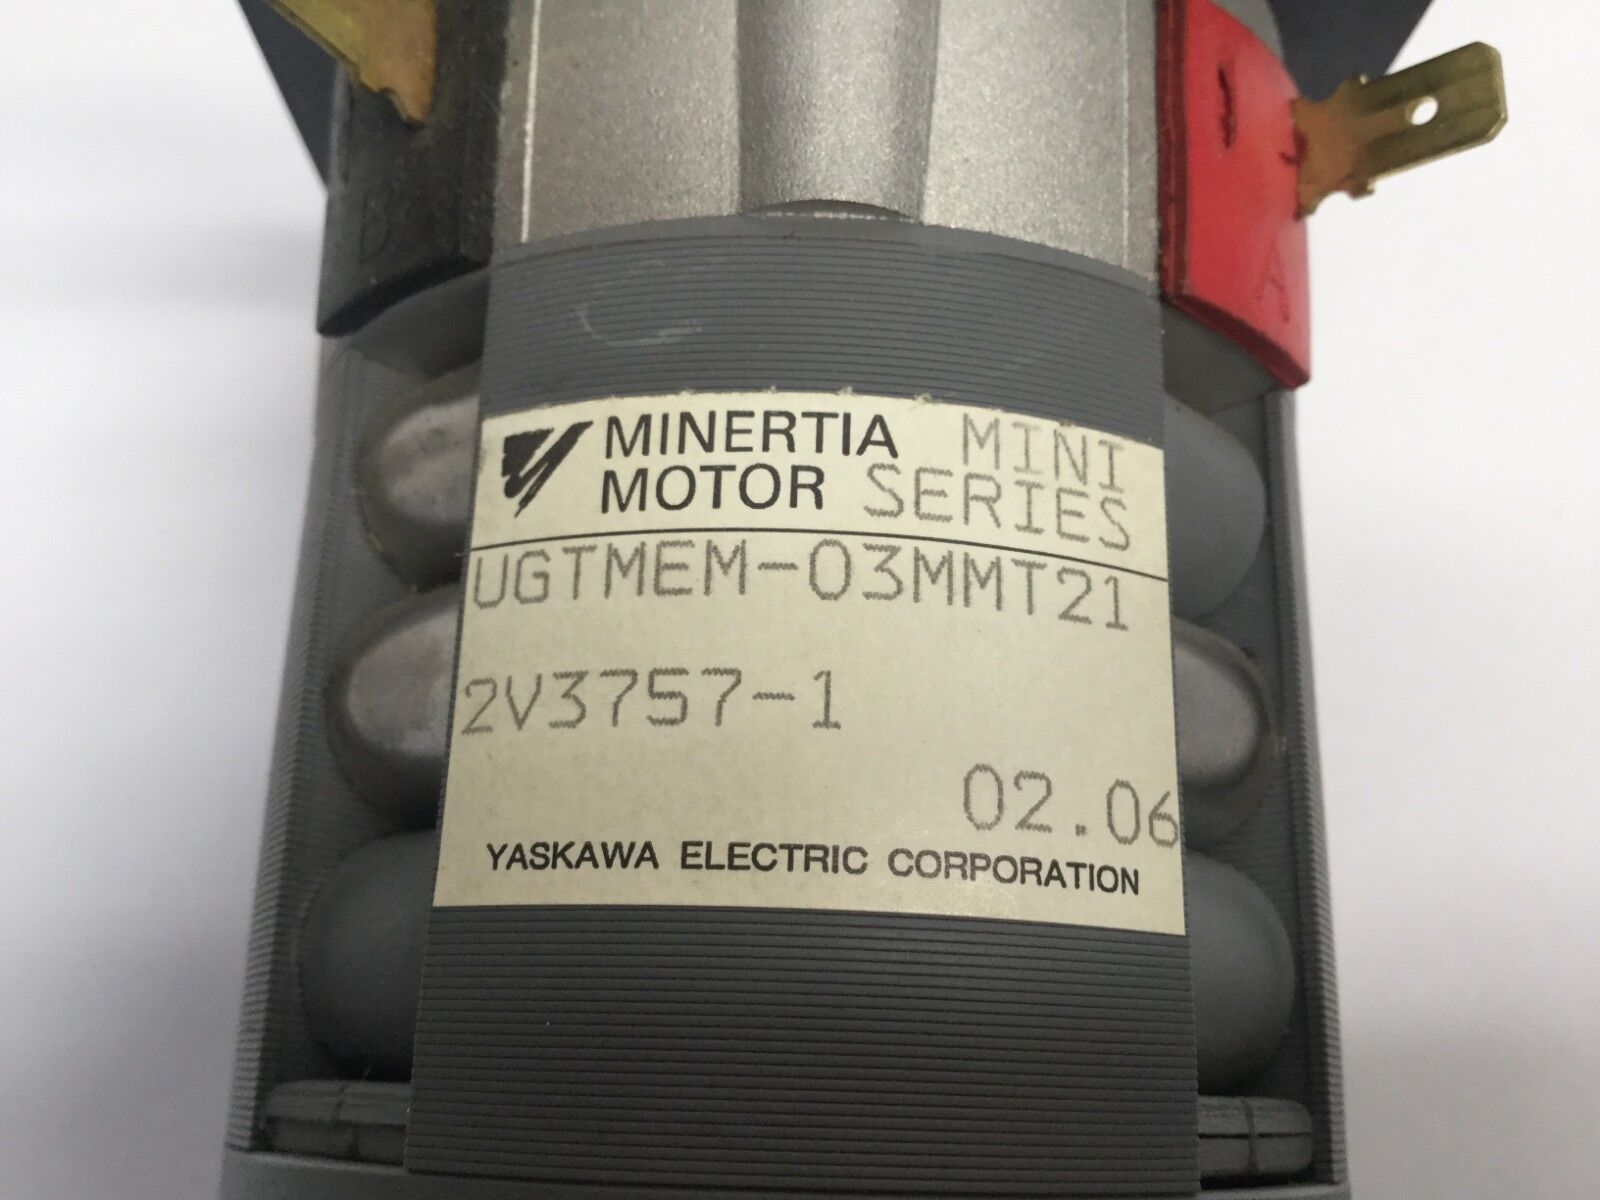 B
A
MINERTIA MINI
MOTOR SERIES
UGTMEM-03MMT21
2V3757-1
02.06
YASKAWA ELECTRIC CORPORATION